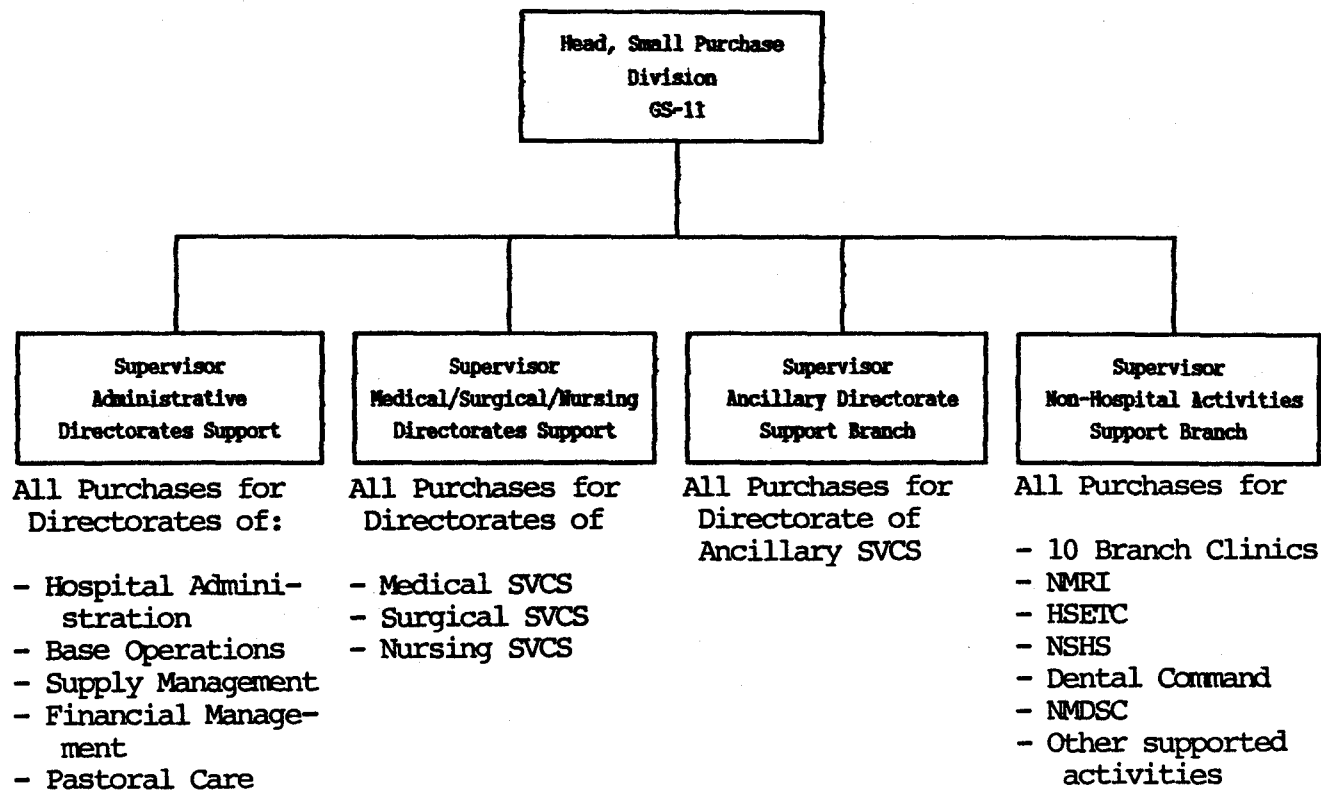 Head, Small Purchase
Division
GS-11
Supervisor
Administrative
Directorates Support
Supervisor
Medical/Surgical/Nursing
Directorates Support
Supervisor
Ancillary Directorate
Support Branch
Supervisor
Non-Hospital Activities
Support Branch
All Purchases for
Directorates of:
- Hospital Admini-
stration
- Base Operations
- Supply Management
- Financial Manage-
ment
- Pastoral Care
All Purchases for
Directorates of
- Medical SVCS
- Surgical SVCS
- Nursing SVCS
All Purchases for
Directorate of
Ancillary SVCS
All Purchases for
- 10 Branch Clinics
- NMRI
- HSETC
- NSHS
- Dental Command
- NMDSC
- Other supported
activities